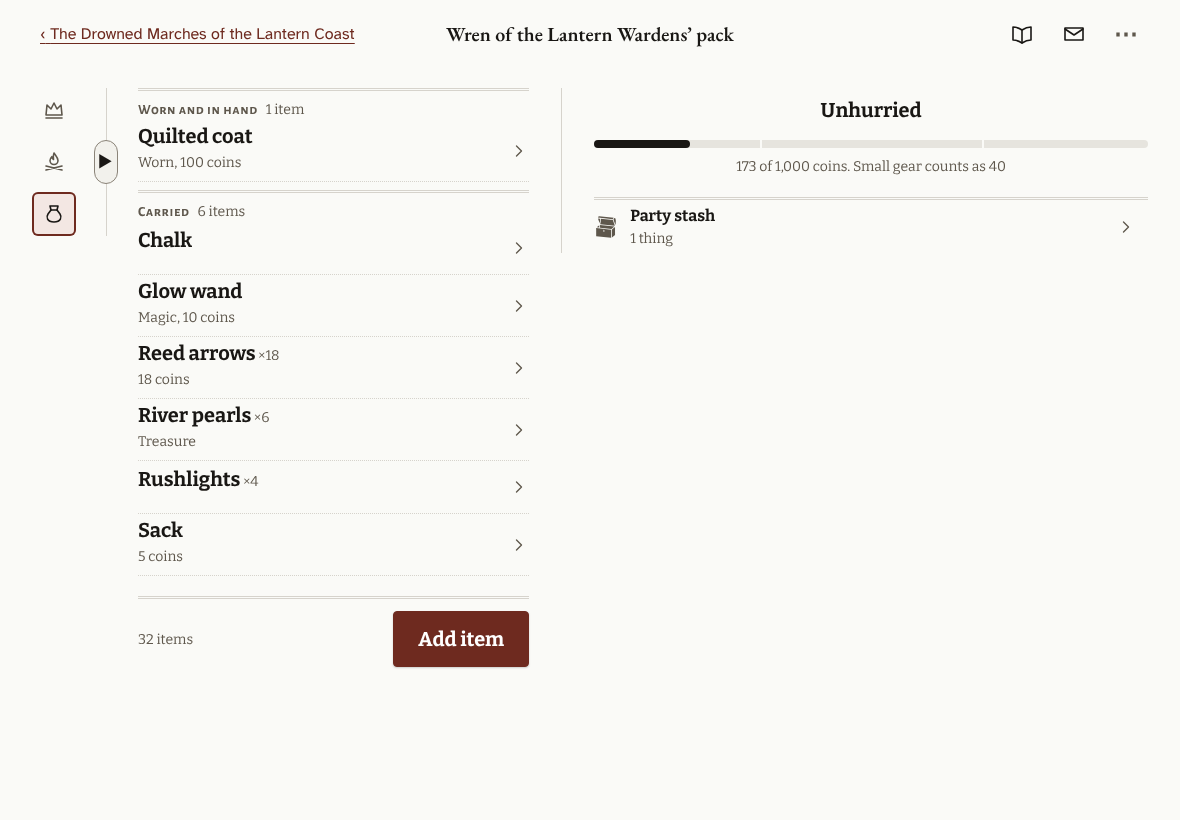 ‹ The Drowned Marches of the Lantern Coast
Wren of the Lantern Wardens’ pack
Worn and in hand 1 item
Quilted coat
Worn, 100 coins
Carried 6 items
Chalk
Glow wand
Magic, 10 coins
Reed arrows ×18
18 coins
River pearls ×6
Treasure
Rushlights ×4
Sack
5 coins
32 items
Add item
Unhurried
173 of 1,000 coins. Small gear counts as 40
Party stash
1 thing